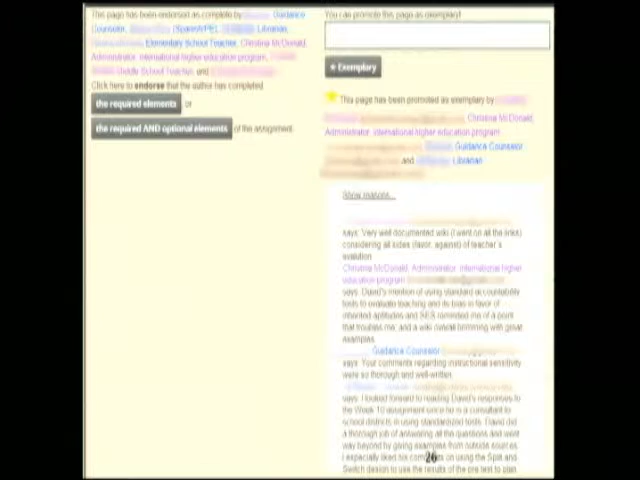 This page has been endorsed as complete by Guidance
Counselor, (Spanish/PE), Librarian,
Elementary School Teacher, Christina McDonald,
Administrator, international higher education program,
Middle School Teacher, and
Click here to endorse that the author has completed
the required elements or
the required AND optional elements of the assignment.
You can promote this page as exemplary!
★ Exemplary
This page has been promoted as exemplary by
Christina McDonald,
Administrator, international higher education program
Guidance Counselor
and Librarian
Show reasons...
says: Very well documented wiki (I went on all the links)
considering all sides (favor, against) of teacher's
evalution.
Christina McDonald, Administrator, international higher
education program
says: David's mention of using standard accountability
tests to evaluate teaching and its bias in favor of
inherited aptitudes and SES reminded me of a point
that troubles me, and a wiki overall brimming with great
examples.
Guidance Counselor
says: Your comments regarding instructional sensitivity
were so thorough and well-written.
says: I looked forward to reading David's responses to
the Week 10 assignment since he is a consultant to
school districts in using standardized tests. David did
a thorough job of answering all the questions and went
way beyond by giving examples from outside sources.
I especially liked his on using the Split and
Switch design to use the results of the pre test to plan
26